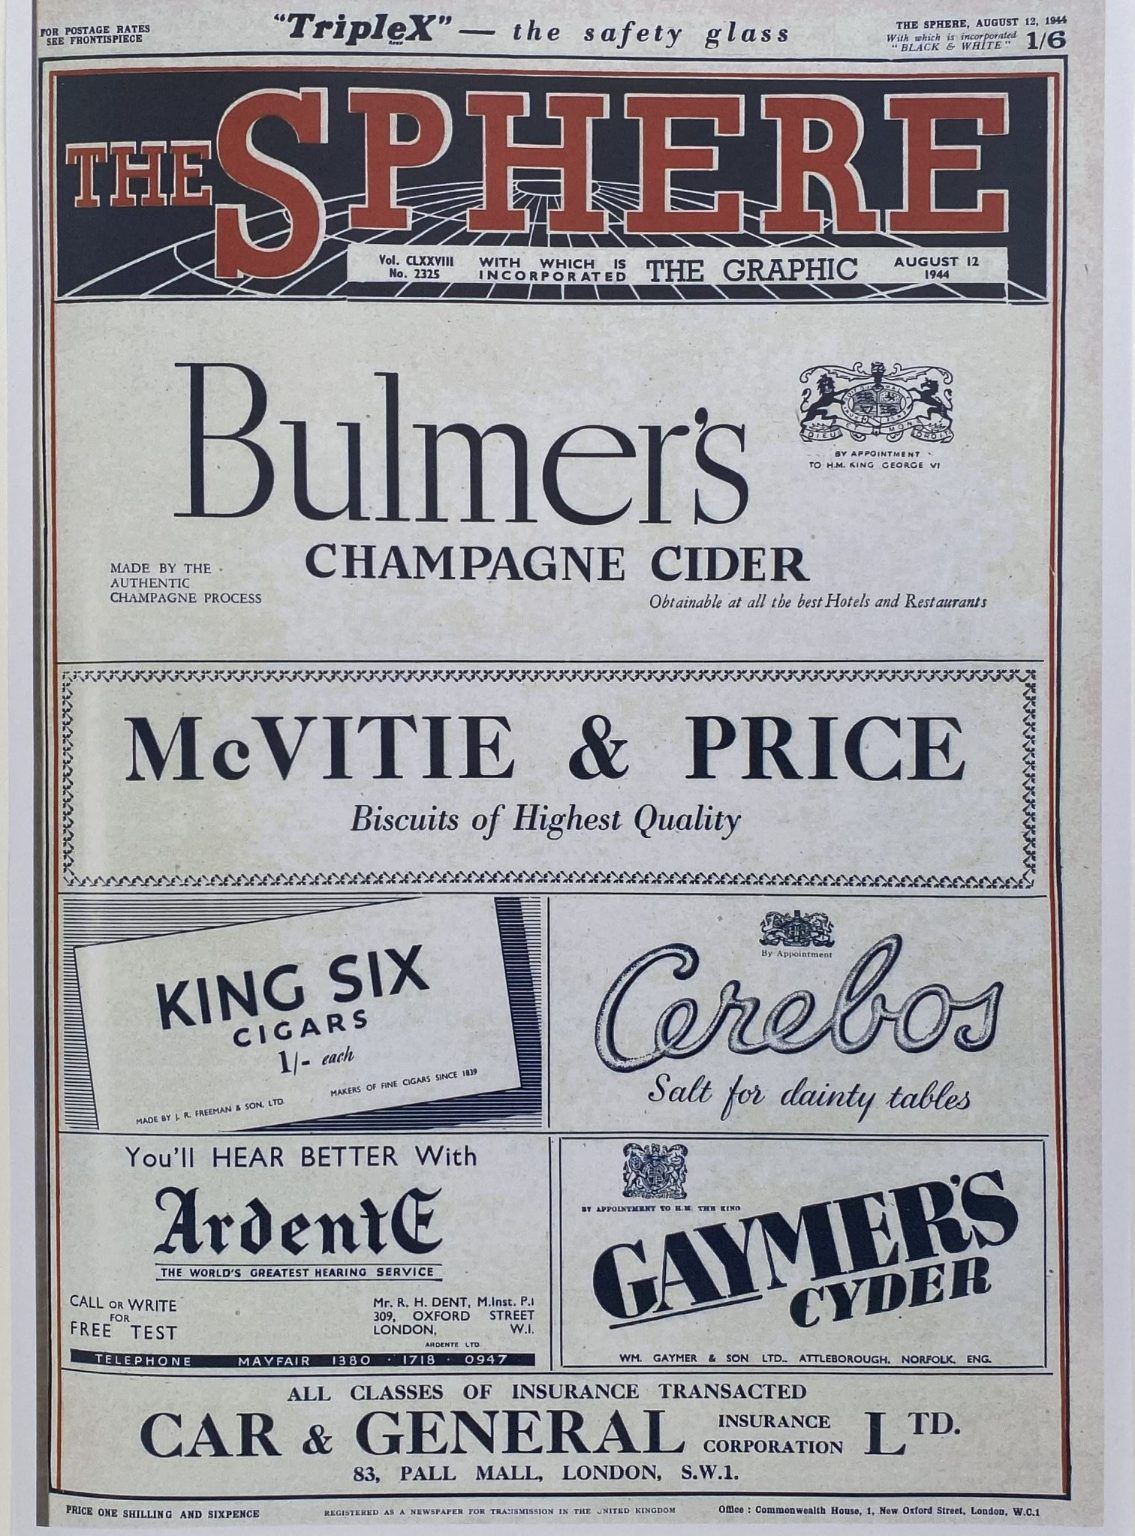 FOR POSTAGE RATES
SEE FRONTISPIECE
"TripleX" — the safety glass
THE SPHERE, AUGUST 12, 1944
With which is incorporated
"BLACK & WHITE" 1/6
THE SPHERE
Vol. CLXXVIII
No. 2325
WITH WHICH IS
INCORPORATED
THE GRAPHIC
AUGUST 12
1944
Bulmer's
DIEU ET MON DROIT
BY APPOINTMENT
TO H.M. KING GEORGE VI
CHAMPAGNE CIDER
MADE BY THE
AUTHENTIC
CHAMPAGNE PROCESS
Obtainable at all the best Hotels and Restaurants
McVITIE & PRICE
Biscuits of Highest Quality
KING SIX
CIGARS
1/- each
MADE BY J. R. FREEMAN & SON, LTD.
MAKERS OF FINE CIGARS SINCE 1839
By Appointment
Cerebos
Salt for dainty tables
You'll HEAR BETTER With
ArdentE
THE WORLD'S GREATEST HEARING SERVICE
CALL OR WRITE
FOR
FREE TEST
Mr. R. H. DENT, M.Inst. P.I
309, OXFORD STREET
LONDON, W.I.
ARDENTE LTD
TELEPHONE MAYFAIR 1380 · 1718 · 0947
BY APPOINTMENT TO H.M. THE KING
GAYMER'S
CYDER
WM. GAYMER & SON LTD., ATTLEBOROUGH, NORFOLK, ENG.
ALL CLASSES OF INSURANCE TRANSACTED
CAR & GENERAL INSURANCE CORPORATION LTD.
83, PALL MALL, LONDON, S.W.1.
PRICE ONE SHILLING AND SIXPENCE
REGISTERED AS A NEWSPAPER FOR TRANSMISSION IN THE UNITED KINGDOM
Office : Commonwealth House, 1, New Oxford Street, London, W.C.1